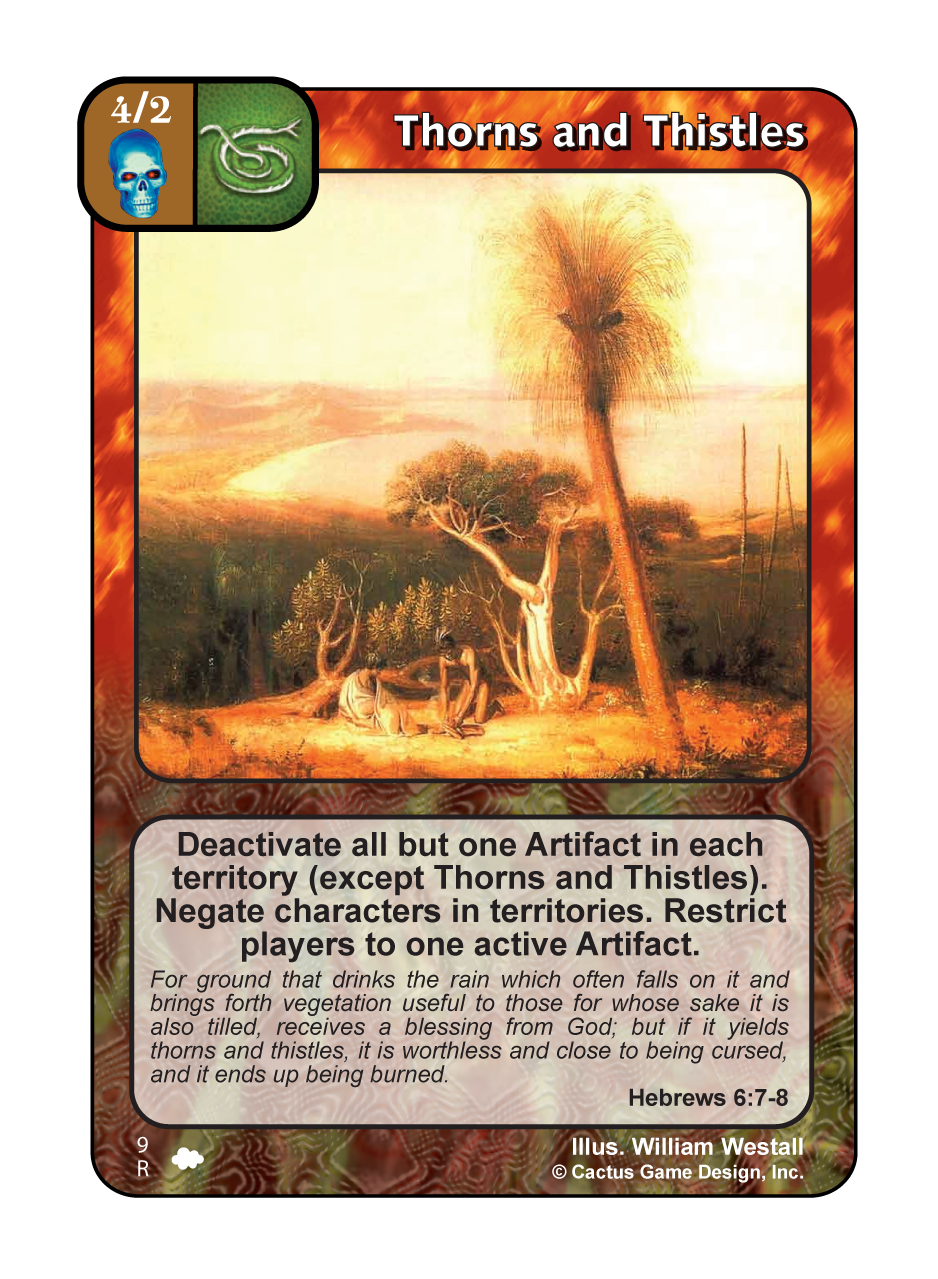 4/2
Thorns and Thistles
Deactivate all but one Artifact in each
territory (except Thorns and Thistles).
Negate characters in territories. Restrict
players to one active Artifact.
For ground that drinks the rain which often falls on it and
brings forth vegetation useful to those for whose sake it is
also tilled, receives a blessing from God; but if it yields
thorns and thistles, it is worthless and close to being cursed,
and it ends up being burned.
Hebrews 6:7-8
9
R
Illus. William Westall
© Cactus Game Design, Inc.